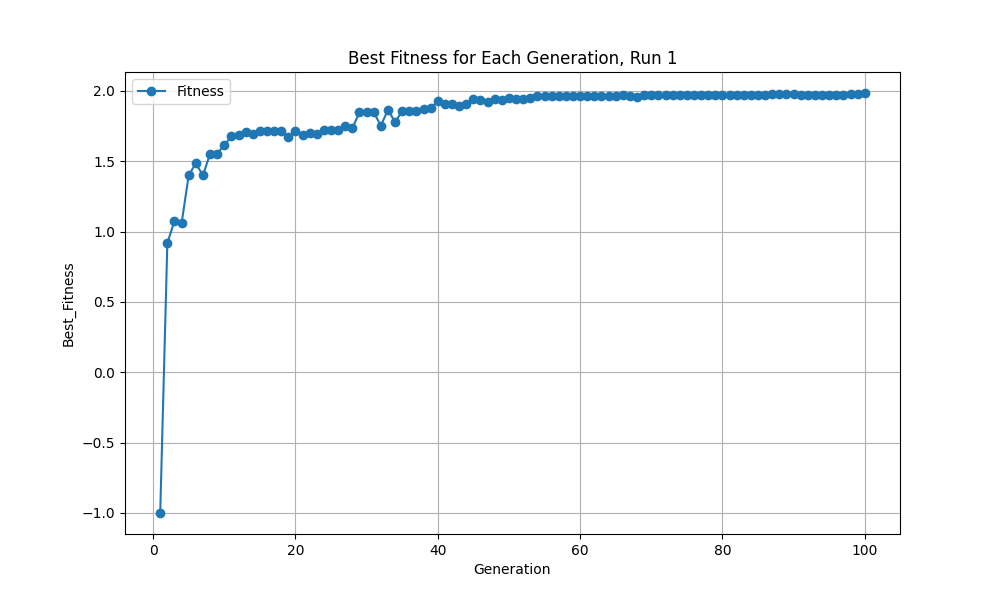 Best Fitness for Each Generation, Run 1
Fitness
2.0
1.5
1.0
0.5
0.0
−0.5
−1.0
Best_Fitness
0 20 40 60 80 100
Generation